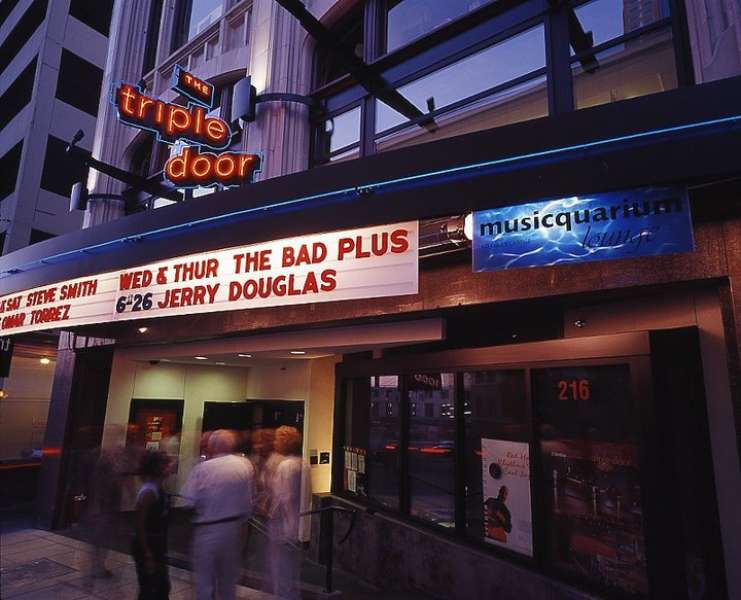 THE
triple
door
& SAT STEVE SMITH
OMAR TORREZ
WED & THUR THE BAD PLUS
6-26 JERRY DOUGLAS
musicquarium
lounge
216